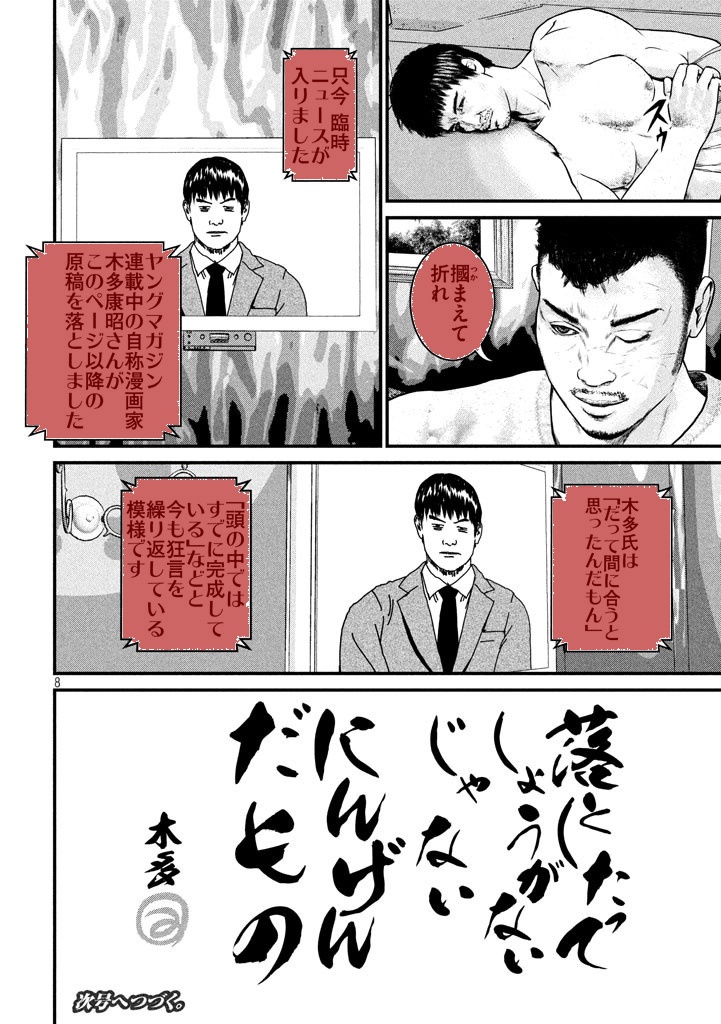 スゥ
摑まえて
つか
折れ
只今 臨時
ニュースが
入りました
ヤングマガジン
連載中の自称漫画家
木多康昭さんが
このページ以降の
原稿を落としました
木多氏は
「だって間に合うと
思ったんだもん」
「頭の中では
すでに完成して
いる」などと
今も狂言を
繰り返している
模様です
8
落としたって
しょうがない
じゃない
にんげん
だもの
木多
次号へつづく。